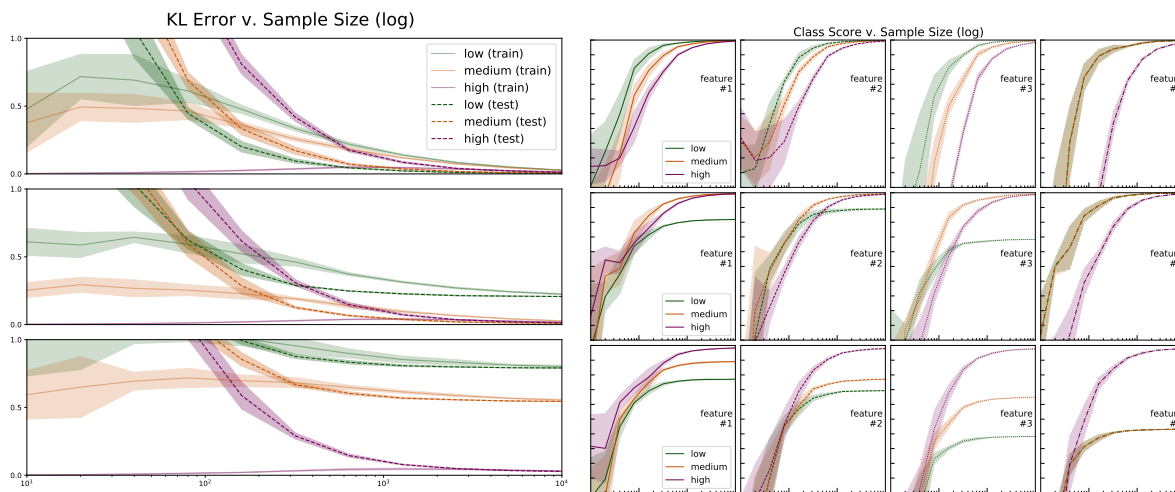 KL Error v. Sample Size (log)
1.0
0.5
0.0
low (train)
medium (train)
high (train)
low (test)
medium (test)
high (test)
1.0
0.5
0.0
1.0
0.5
0.0
10¹
10²
10³
10⁴
Class Score v. Sample Size (log)
feature
#1
low
medium
high
feature
#2
feature
#3
feature
#
feature
#1
low
medium
high
feature
#2
feature
#3
feature
#
feature
#1
low
medium
high
feature
#2
feature
#3
feature
#